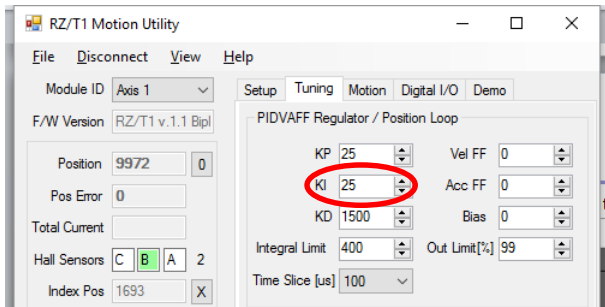 RZ/T1 Motion Utility
File Disconnect View Help
Module ID Axis 1
F/W Version RZ/T1 v.1.1 Bipl
Position 9972 0
Pos Error 0
Total Current
Hall Sensors C B A 2
Index Pos 1693 X
Setup Tuning Motion Digital I/O Demo
PIDVAFF Regulator / Position Loop
KP 25 Vel FF 0
KI 25 Acc FF 0
KD 1500 Bias 0
Integral Limit 400 Out Limit[%] 99
Time Slice [us] 100